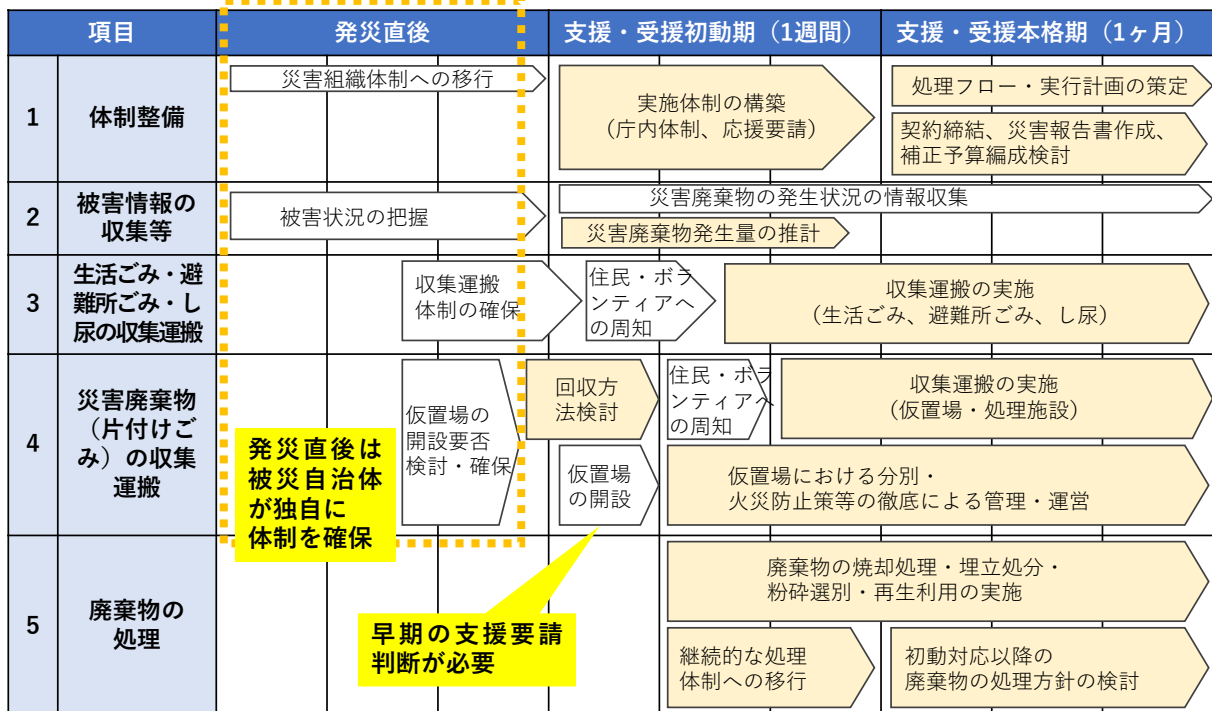 項目
発災直後
支援・受援初動期（1週間）
支援・受援本格期（1ヶ月）
1
体制整備
災害組織体制への移行
実施体制の構築
（庁内体制、応援要請）
処理フロー・実行計画の策定
契約締結、災害報告書作成、
補正予算編成検討
2
被害情報の
収集等
被害状況の把握
災害廃棄物の発生状況の情報収集
災害廃棄物発生量の推計
3
生活ごみ・避
難所ごみ・し
尿の収集運搬
収集運搬
体制の確保
住民・ボラ
ンティアへ
の周知
収集運搬の実施
（生活ごみ、避難所ごみ、し尿）
4
災害廃棄物
（片付けご
み）の収集
運搬
仮置場の
開設要否
検討・確保
回収方
法検討
住民・ボラ
ンティアへ
の周知
収集運搬の実施
（仮置場・処理施設）
仮置場
の開設
仮置場における分別・
火災防止策等の徹底による管理・運営
発災直後は
被災自治体
が独自に
体制を確保
5
廃棄物の
処理
早期の支援要請
判断が必要
廃棄物の焼却処理・埋立処分・
粉砕選別・再生利用の実施
継続的な処理
体制への移行
初動対応以降の
廃棄物の処理方針の検討